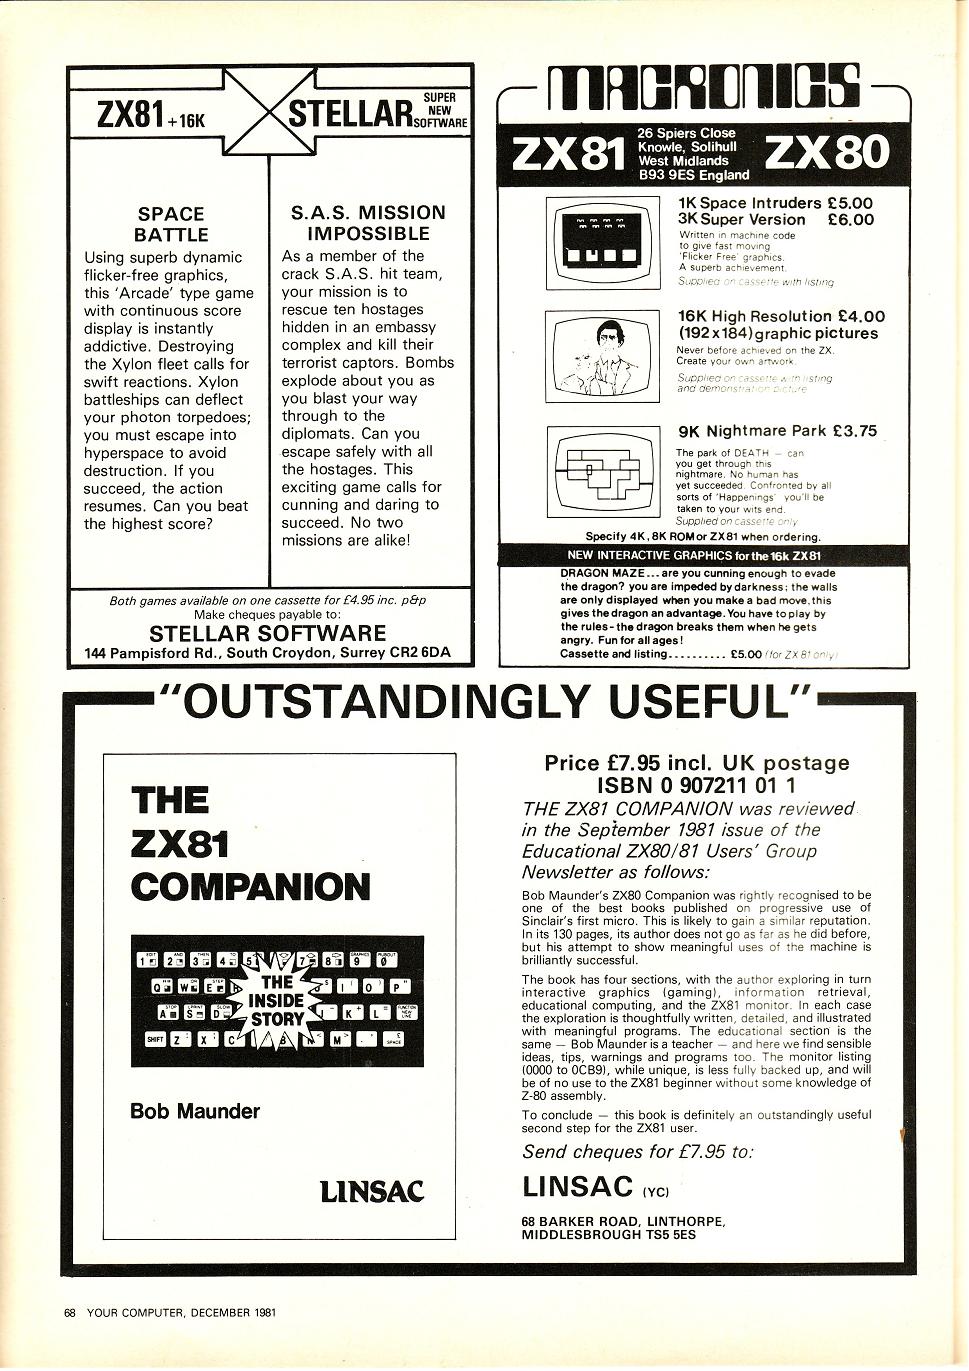 ZX81 +16K
STELLAR
SUPER
NEW
SOFTWARE
SPACE
BATTLE
Using superb dynamic
flicker-free graphics,
this 'Arcade' type game
with continuous score
display is instantly
addictive. Destroying
the Xylon fleet calls for
swift reactions. Xylon
battleships can deflect
your photon torpedoes;
you must escape into
hyperspace to avoid
destruction. If you
succeed, the action
resumes. Can you beat
the highest score?
S.A.S. MISSION
IMPOSSIBLE
As a member of the
crack S.A.S. hit team,
your mission is to
rescue ten hostages
hidden in an embassy
complex and kill their
terrorist captors. Bombs
explode about you as
you blast your way
through to the
diplomats. Can you
escape safely with all
the hostages. This
exciting game calls for
cunning and daring to
succeed. No two
missions are alike!
Both games available on one cassette for £4.95 inc. p&p
Make cheques payable to:
STELLAR SOFTWARE
144 Pampisford Rd., South Croydon, Surrey CR2 6DA
MACRONICS
ZX81
26 Spiers Close
Knowle, Solihull
West Midlands
B93 9ES England
ZX80
1K Space Intruders £5.00
3K Super Version £6.00
Written in machine code
to give fast moving
'Flicker Free' graphics.
A superb achievement.
Supplied on cassette with listing
16K High Resolution £4.00
(192x184) graphic pictures
Never before achieved on the ZX.
Create your own artwork.
Supplied on cassette with listing
and demonstration picture
9K Nightmare Park £3.75
The park of DEATH — can
you get through this
nightmare. No human has
yet succeeded. Confronted by all
sorts of 'Happenings' you'll be
taken to your wits end.
Supplied on cassette only
Specify 4K, 8K ROM or ZX81 when ordering.
NEW INTERACTIVE GRAPHICS for the 16k ZX81
DRAGON MAZE... are you cunning enough to evade
the dragon? you are impeded by darkness; the walls
are only displayed when you make a bad move, this
gives the dragon an advantage. You have to play by
the rules - the dragon breaks them when he gets
angry. Fun for all ages!
Cassette and listing.......... £5.00 (for ZX 81 only)
"OUTSTANDINGLY USEFUL"
THE
ZX81
COMPANION
1 2 3 4 5 7 8 9 0
Q W E I O P
THE
INSIDE
STORY
A S D K L
SHIFT Z X C B M SPACE
Bob Maunder
LINSAC
Price £7.95 incl. UK postage
ISBN 0 907211 01 1
THE ZX81 COMPANION was reviewed
in the September 1981 issue of the
Educational ZX80/81 Users' Group
Newsletter as follows:
Bob Maunder's ZX80 Companion was rightly recognised to be
one of the best books published on progressive use of
Sinclair's first micro. This is likely to gain a similar reputation.
In its 130 pages, its author does not go as far as he did before,
but his attempt to show meaningful uses of the machine is
brilliantly successful.
The book has four sections, with the author exploring in turn
interactive graphics (gaming), information retrieval,
educational computing, and the ZX81 monitor. In each case
the exploration is thoughtfully written, detailed, and illustrated
with meaningful programs. The educational section is the
same — Bob Maunder is a teacher — and here we find sensible
ideas, tips, warnings and programs too. The monitor listing
(0000 to 0CB9), while unique, is less fully backed up, and will
be of no use to the ZX81 beginner without some knowledge of
Z-80 assembly.
To conclude — this book is definitely an outstandingly useful
second step for the ZX81 user.
Send cheques for £7.95 to:
LINSAC (YC)
68 BARKER ROAD, LINTHORPE,
MIDDLESBROUGH TS5 5ES
68 YOUR COMPUTER, DECEMBER 1981